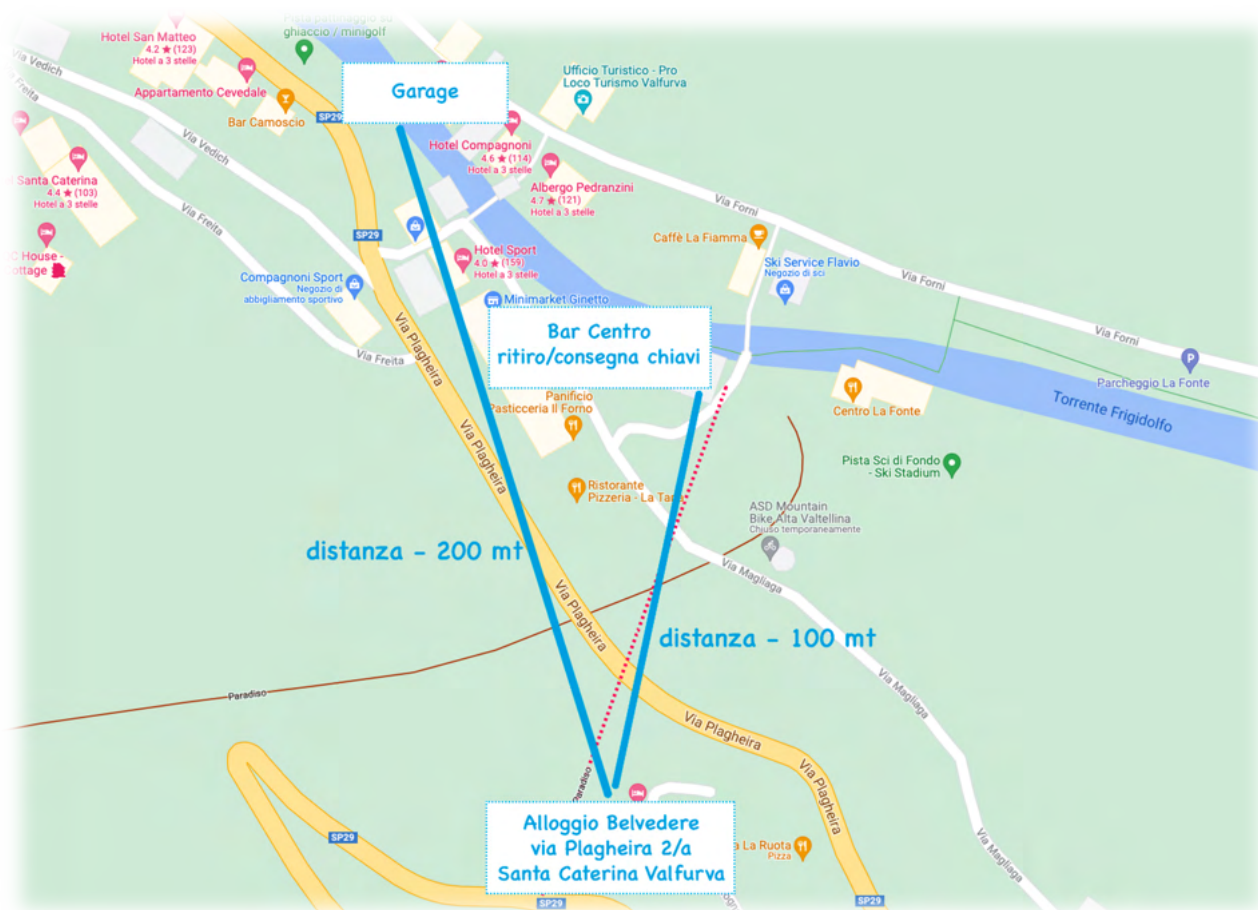 ghiaccio / minigolf
Hotel San Matteo
4.2 ★ (123)
Hotel a 3 stelle
Via Vedich
Appartamento Cevedale
Bar Camoscio
SP29
Garage
Ufficio Turistico - Pro
Loco Turismo Valfurva
Hotel Compagnoni
4.6 ★ (114)
Hotel a 3 stelle
Albergo Pedranzini
4.7 ★ (121)
Hotel a 3 stelle
Via Freita
Via Vedich
Santa Caterina
4.4 ★ (103)
Hotel a 3 stelle
Via Freita
Via Forni
Caffè La Fiamma
SP29
Hotel Sport
4.0 ★ (159)
Hotel a 3 stelle
House -
ottage
Compagnoni Sport
Negozio di
abbigliamento sportivo
Ski Service Flavio
Negozio di sci
Via Forni
Minimarket Ginetto
Bar Centro
ritiro/consegna chiavi
Via Plagheira
Via Freita
Via Forni
Parcheggio La Fonte
P
Centro La Fonte
Torrente Frigidolfo
Panificio
Pasticceria Il Forno
Via Plagheira
Pista Sci di Fondo
- Ski Stadium
Ristorante
Pizzeria - La
ASD Mountain
Bike Alta Valtellina
Chiuso temporaneamente
distanza - 200 mt
Via Magliaga
Via Plagheira
distanza - 100 mt
Paradiso
Via Magliaga
Via Plagheira
Paradiso
Via Plagheira
Alloggio Belvedere
via Plagheira 2/a
Santa Caterina Valfurva
SP29
La Ruota
Pizza
Via Magliaga
SP29